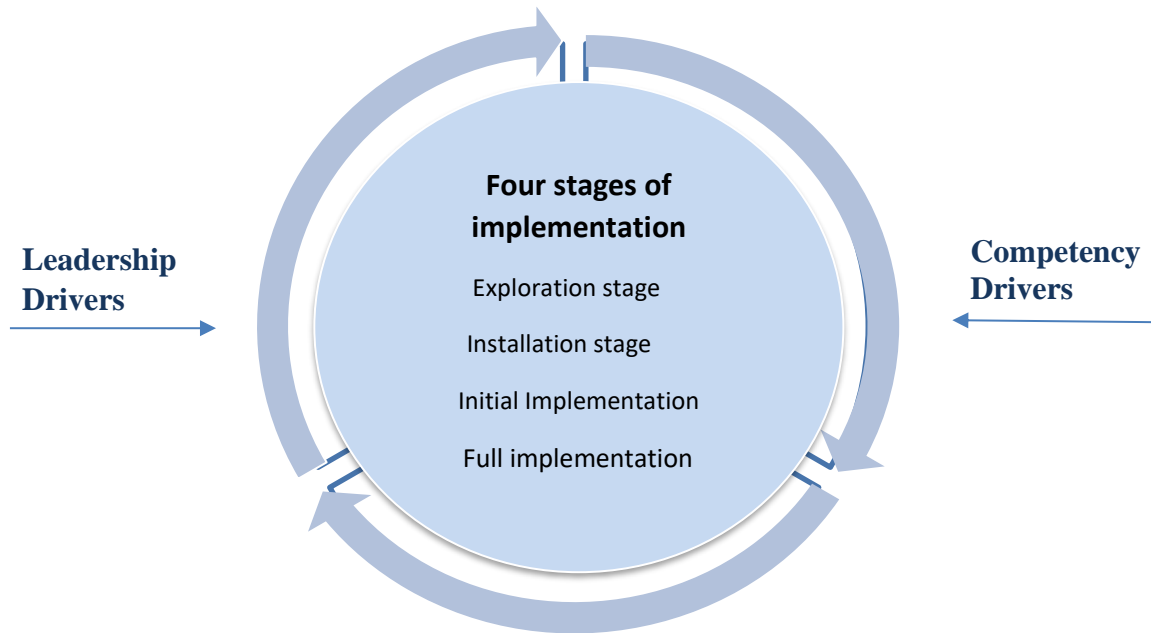 Four stages of
implementation
Leadership
Drivers
Competency
Drivers
Exploration stage
Installation stage
Initial Implementation
Full implementation